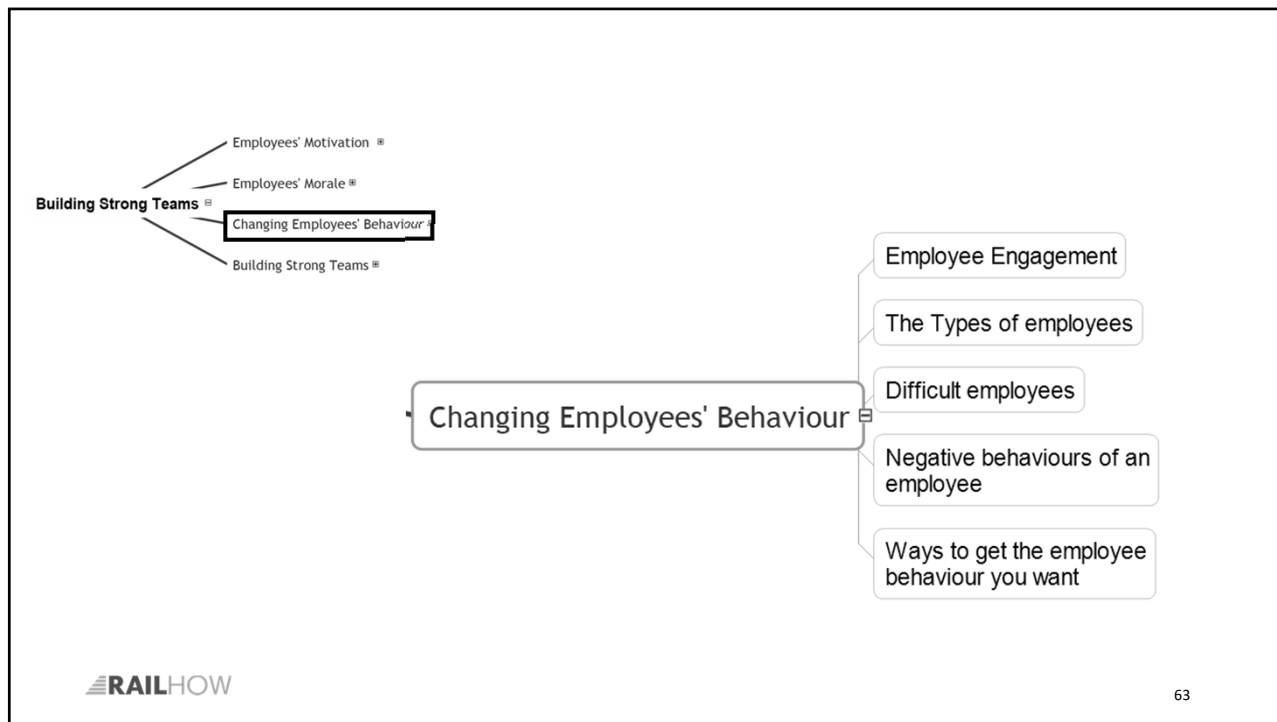 Employees' Motivation
Employees' Morale
Building Strong Teams
Changing Employees' Behaviour
Building Strong Teams
Employee Engagement
The Types of employees
Difficult employees
Changing Employees' Behaviour
Negative behaviours of an
employee
Ways to get the employee
behaviour you want
RAILHOW
63